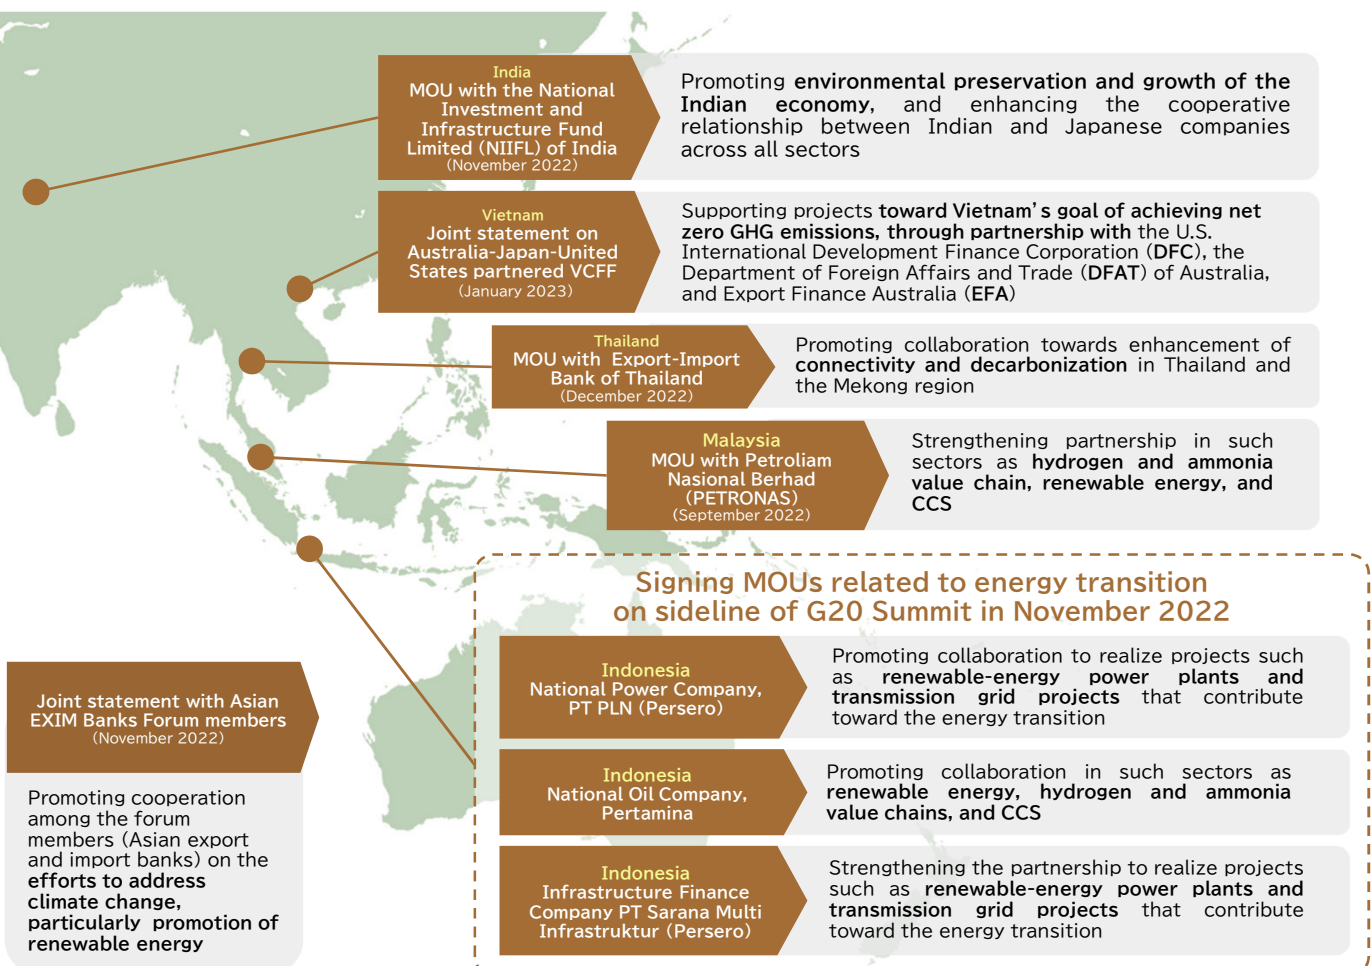 India
MOU with the National
Investment and
Infrastructure Fund
Limited (NIIFL) of India
(November 2022)
Promoting environmental preservation and growth of the
Indian economy, and enhancing the cooperative
relationship between Indian and Japanese companies
across all sectors
Vietnam
Joint statement on
Australia-Japan-United
States partnered VCFF
(January 2023)
Supporting projects toward Vietnam's goal of achieving net
zero GHG emissions, through partnership with the U.S.
International Development Finance Corporation (DFC), the
Department of Foreign Affairs and Trade (DFAT) of Australia,
and Export Finance Australia (EFA)
Thailand
MOU with Export-Import
Bank of Thailand
(December 2022)
Promoting collaboration towards enhancement of
connectivity and decarbonization in Thailand and
the Mekong region
Malaysia
MOU with Petroliam
Nasional Berhad
(PETRONAS)
(September 2022)
Strengthening partnership in such
sectors as hydrogen and ammonia
value chain, renewable energy, and
CCS
Signing MOUs related to energy transition
on sideline of G20 Summit in November 2022
Indonesia
National Power Company,
PT PLN (Persero)
Promoting collaboration to realize projects such
as renewable-energy power plants and
transmission grid projects that contribute
toward the energy transition
Indonesia
National Oil Company,
Pertamina
Promoting collaboration in such sectors as
renewable energy, hydrogen and ammonia
value chains, and CCS
Indonesia
Infrastructure Finance
Company PT Sarana Multi
Infrastruktur (Persero)
Strengthening the partnership to realize projects
such as renewable-energy power plants and
transmission grid projects that contribute
toward the energy transition
Joint statement with Asian
EXIM Banks Forum members
(November 2022)
Promoting cooperation
among the forum
members (Asian export
and import banks) on the
efforts to address
climate change,
particularly promotion of
renewable energy